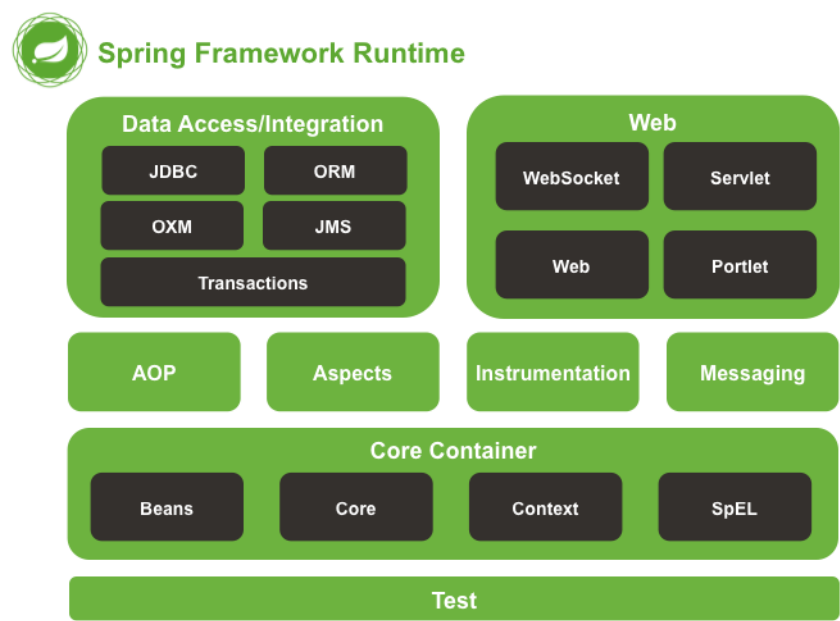 Spring Framework Runtime
Data Access/Integration
JDBC
ORM
OXM
JMS
Transactions
Web
WebSocket
Servlet
Web
Portlet
AOP
Aspects
Instrumentation
Messaging
Core Container
Beans
Core
Context
SpEL
Test